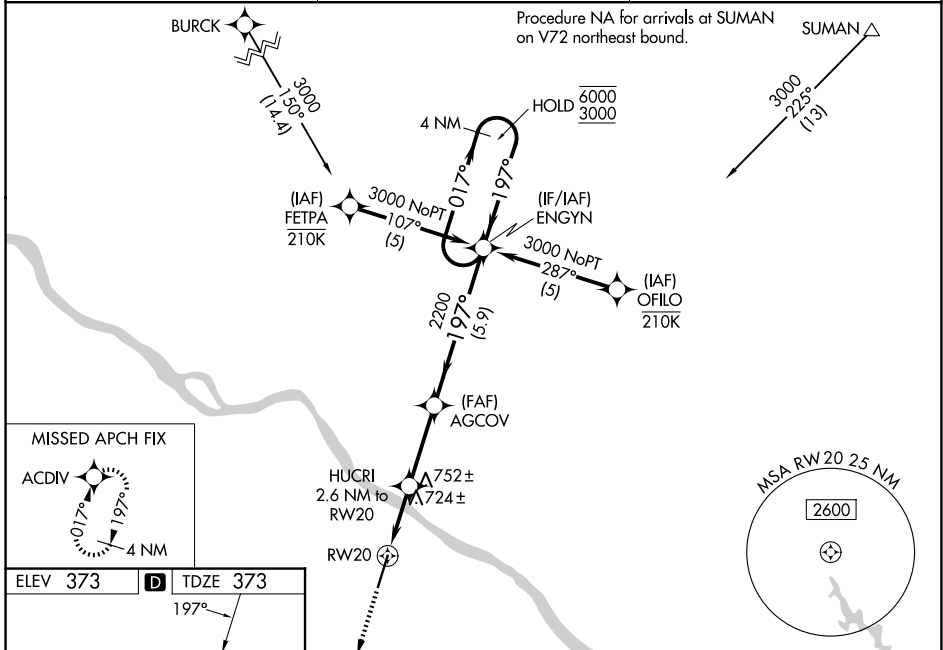 Procedure NA for arrivals at SUMAN
on V72 northeast bound.
BURCK
SUMAN
3000
150°
(14.4)
3000
225°
(13)
HOLD 6000
3000
4 NM
017°
197°
(IAF)
FETPA
210K
3000 NoPT
107°
(5)
(IF/IAF)
ENGYN
3000 NoPT
287°
(5)
(IAF)
OFILO
210K
2200
197°
(5.9)
(FAF)
AGCOV
MISSED APCH FIX
ACDIV
017°
197°
4 NM
HUCRI
2.6 NM to
RW20
752±
724±
RW20
MSA RW20 25 NM
2600
ELEV 373 D TDZE 373
197°